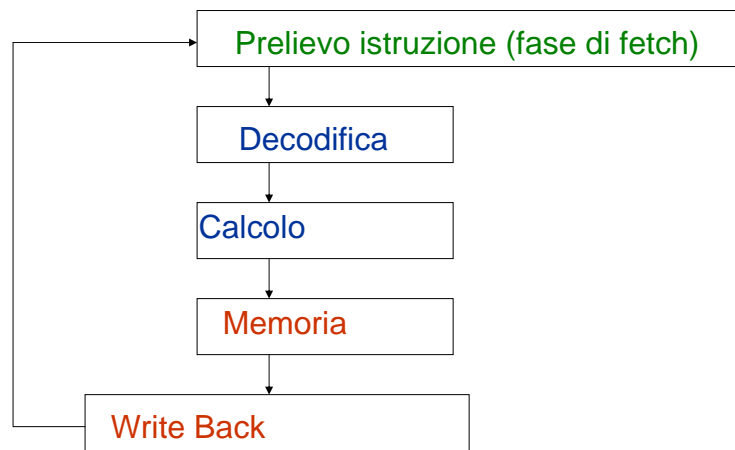 Prelievo istruzione (fase di fetch)
Decodifica
Calcolo
Memoria
Write Back